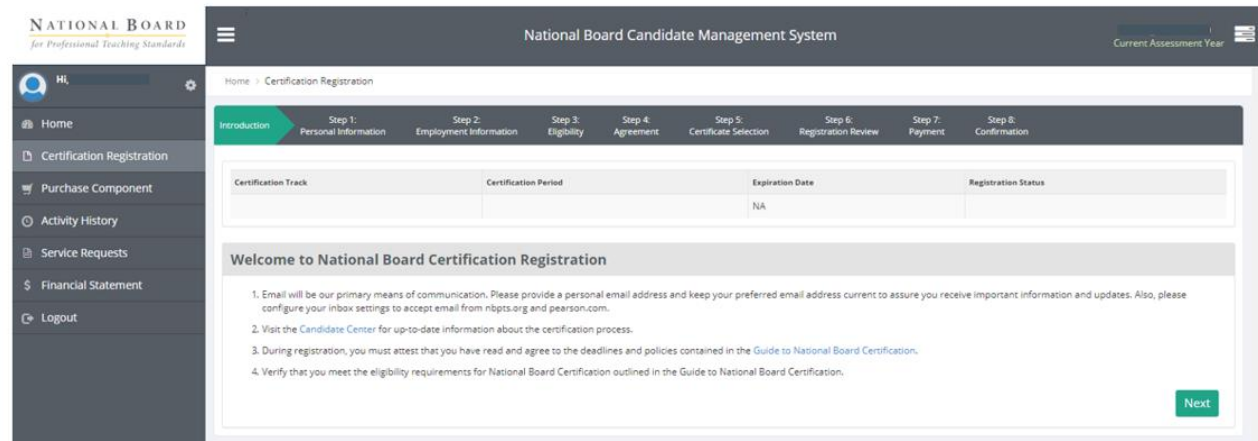 NATIONAL BOARD
for Professional Teaching Standards
National Board Candidate Management System
Current Assessment Year
Hi,
Home
Certification Registration
Purchase Component
Activity History
Service Requests
$ Financial Statement
Logout
Home > Certification Registration
Introduction
Step 1:
Personal Information
Step 2:
Employment Information
Step 3:
Eligibility
Step 4:
Agreement
Step 5:
Certificate Selection
Step 6:
Registration Review
Step 7:
Payment
Step 8:
Confirmation
Certification Track Certification Period Expiration Date Registration Status
NA
Welcome to National Board Certification Registration
1. Email will be our primary means of communication. Please provide a personal email address and keep your preferred email address current to assure you receive important information and updates. Also, please
configure your inbox settings to accept email from nbpts.org and pearson.com.
2. Visit the Candidate Center for up-to-date information about the certification process.
3. During registration, you must attest that you have read and agree to the deadlines and policies contained in the Guide to National Board Certification.
4. Verify that you meet the eligibility requirements for National Board Certification outlined in the Guide to National Board Certification.
Next